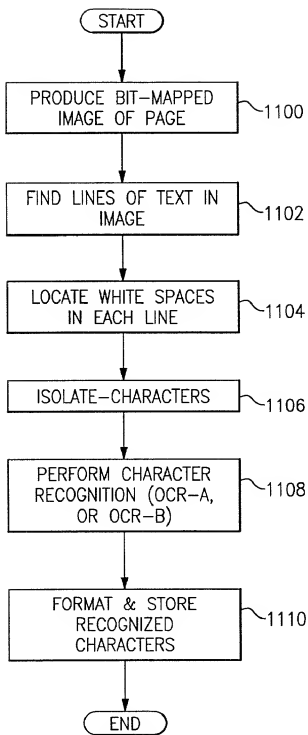 START
PRODUCE BIT-MAPPED
IMAGE OF PAGE
1100
FIND LINES OF TEXT IN
IMAGE
1102
LOCATE WHITE SPACES
IN EACH LINE
1104
ISOLATE-CHARACTERS
1106
PERFORM CHARACTER
RECOGNITION (OCR-A,
OR OCR-B)
1108
FORMAT & STORE
RECOGNIZED
CHARACTERS
1110
END